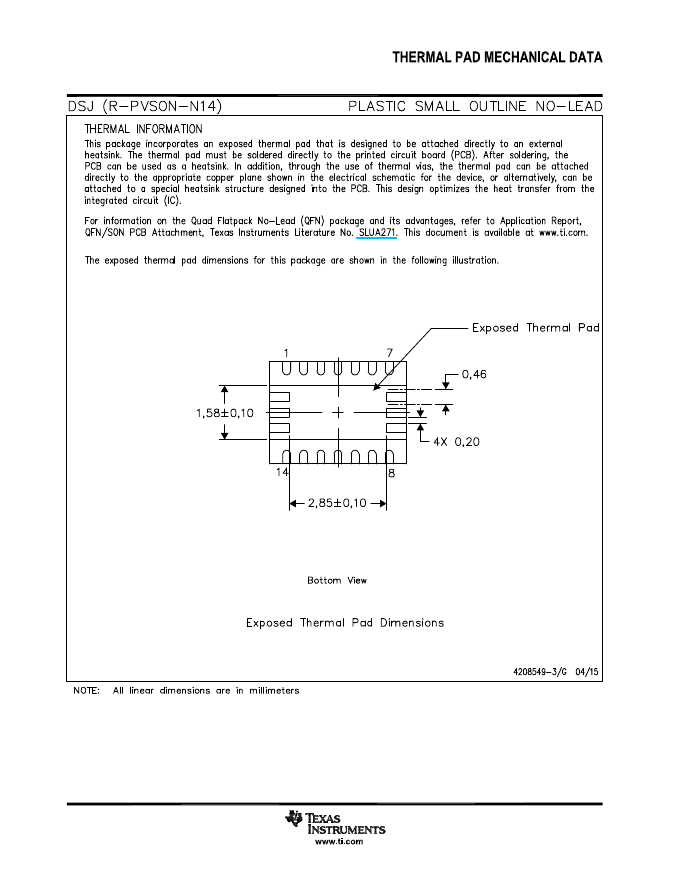 THERMAL PAD MECHANICAL DATA
DSJ (R-PVSON-N14)
PLASTIC SMALL OUTLINE NO-LEAD
THERMAL INFORMATION
This package incorporates an exposed thermal pad that is designed to be attached directly to an external
heatsink. The thermal pad must be soldered directly to the printed circuit board (PCB). After soldering, the
PCB can be used as a heatsink. In addition, through the use of thermal vias, the thermal pad can be attached
directly to the appropriate copper plane shown in the electrical schematic for the device, or alternatively, can be
attached to a special heatsink structure designed into the PCB. This design optimizes the heat transfer from the
integrated circuit (IC).
For information on the Quad Flatpack No-Lead (QFN) package and its advantages, refer to Application Report,
QFN/SON PCB Attachment, Texas Instruments Literature No. SLUA271. This document is available at www.ti.com.
The exposed thermal pad dimensions for this package are shown in the following illustration.
Exposed Thermal Pad
1
7
0,46
1,58±0,10
4X 0,20
14
8
2,85±0,10
Bottom View
Exposed Thermal Pad Dimensions
4208549-3/G 04/15
NOTE: All linear dimensions are in millimeters
TEXAS
INSTRUMENTS
www.ti.com